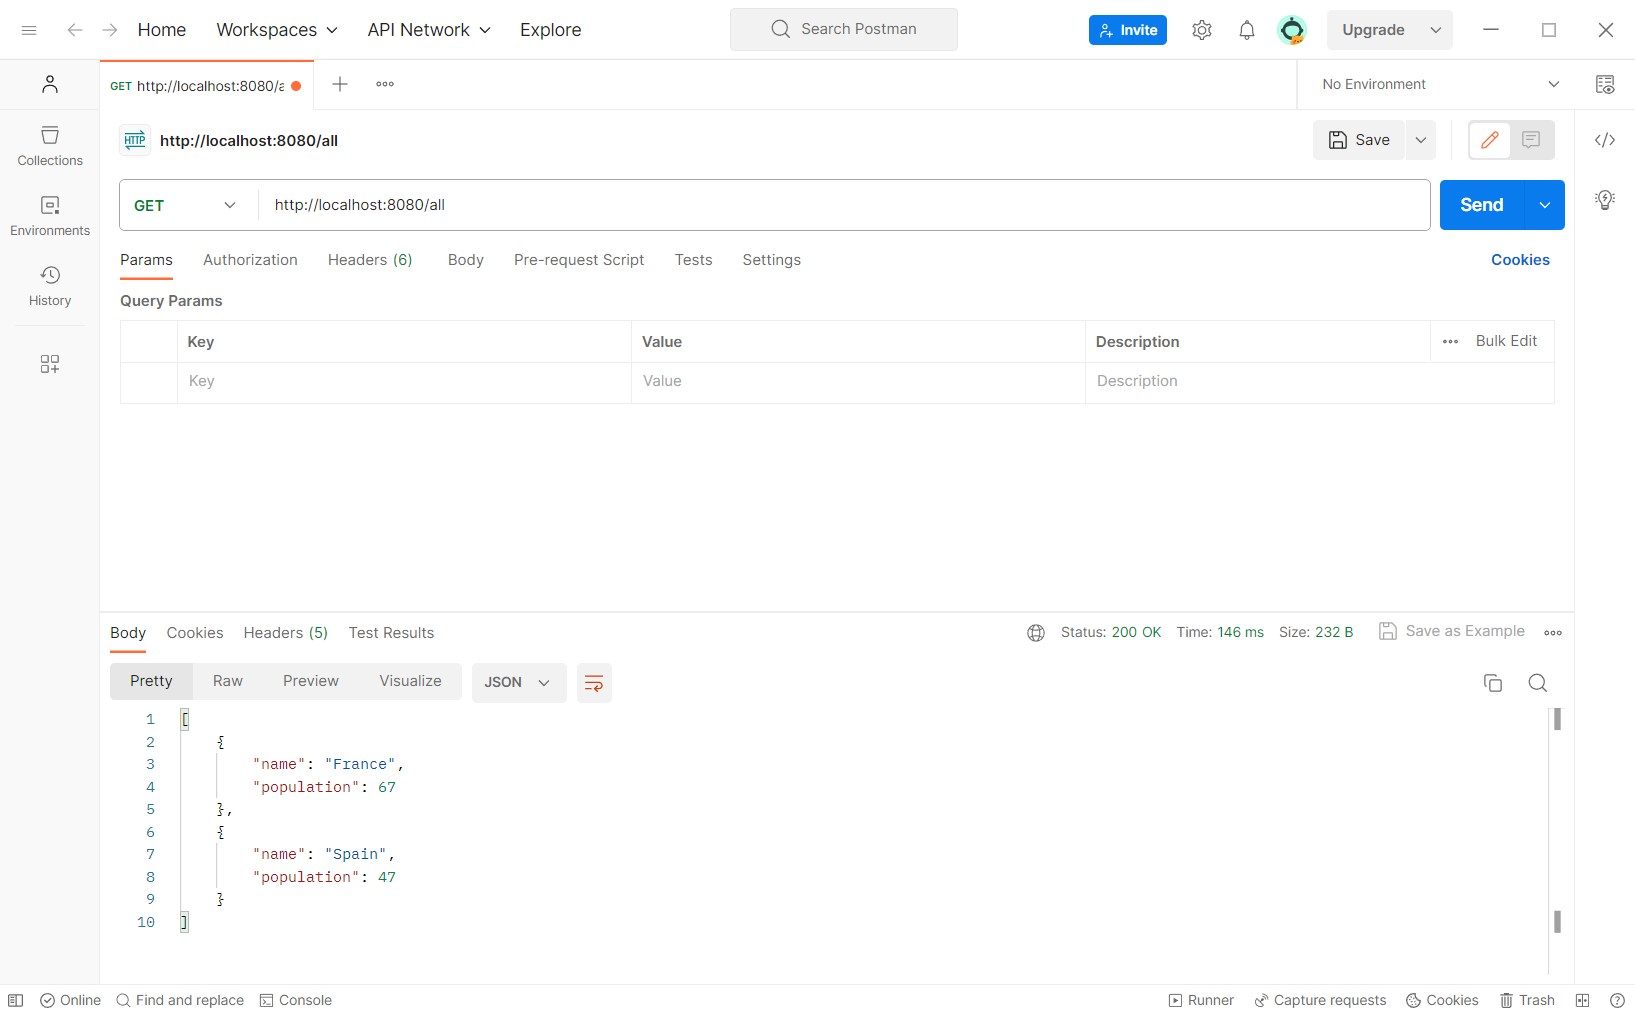 Home Workspaces API Network Explore Search Postman Invite Upgrade
GET http://localhost:8080/a No Environment
HTTP http://localhost:8080/all Save
Collections
GET http://localhost:8080/all Send
Environments
Params Authorization Headers (6) Body Pre-request Script Tests Settings Cookies
History
Query Params
Key Value Description Bulk Edit
Key Value Description
Body Cookies Headers (5) Test Results Status: 200 OK Time: 146 ms Size: 232 B Save as Example
Pretty Raw Preview Visualize JSON
1 [
2 {
3 "name": "France",
4 "population": 67
5 },
6 {
7 "name": "Spain",
8 "population": 47
9 }
10 ]
Online Find and replace Console Runner Capture requests Cookies Trash